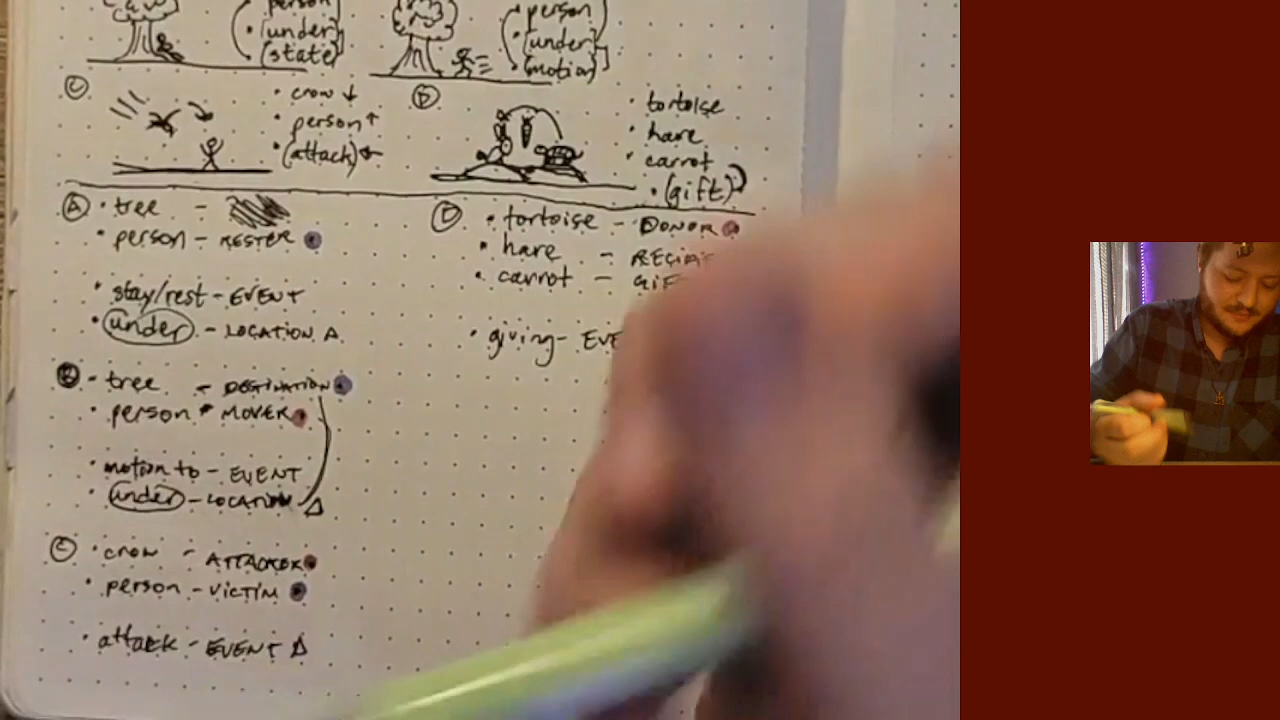 person
• (under)
(state)
person
• (under)
• (motion)
C
• crow ↓
• person ↑
• (attack) ←
D
• tortoise
• hare
• carrot
• (gift)
A • tree -
• person - RESTER
• stay/rest - EVENT
• under - LOCATION Δ
B - tree - DESTINATION
• person - MOVER
• motion to - EVENT
• under - LOCATION Δ
C • crow - ATTACKER
• person - VICTIM
• attack - EVENT Δ
D • tortoise - DONOR
• hare - RECIPI
• carrot - GIF
• giving - EVE